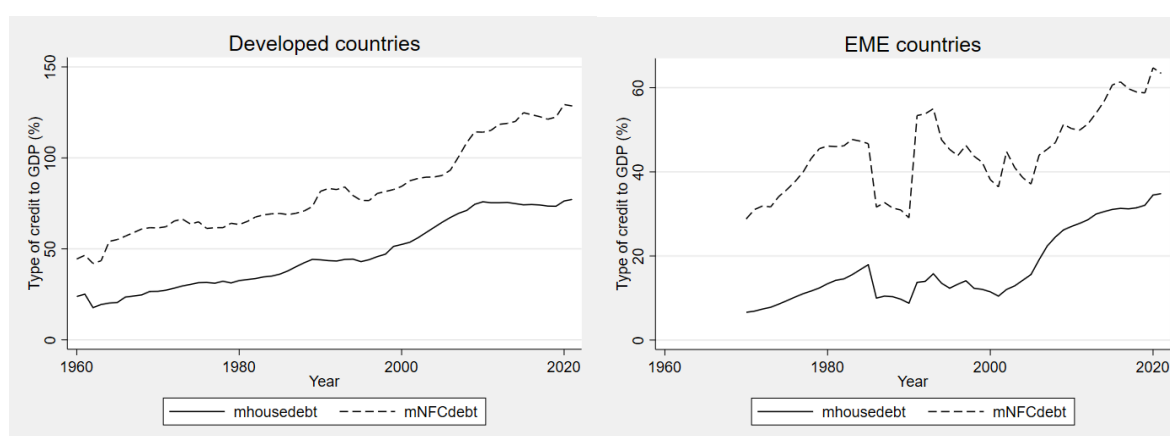 Developed countries
Type of credit to GDP (%)
150
100
50
0
1960
1980
2000
2020
Year
mhousedebt
mNFCdebt
EME countries
Type of credit to GDP (%)
60
40
20
0
1960
1980
2000
2020
Year
mhousedebt
mNFCdebt